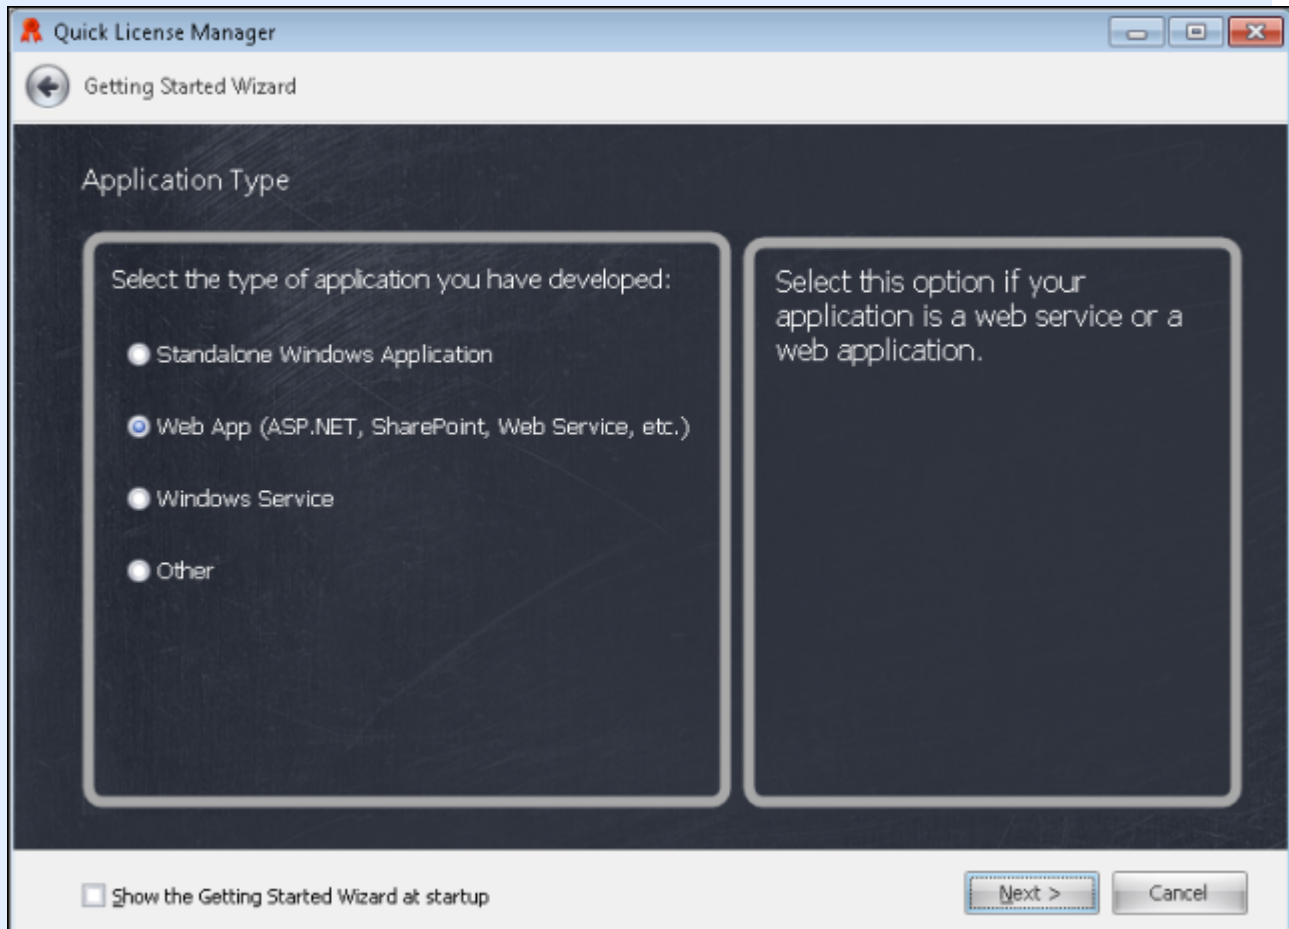 Quick License Manager
Getting Started Wizard
Application Type
Select the type of application you have developed:
Standalone Windows Application
Web App (ASP.NET, SharePoint, Web Service, etc.)
Windows Service
Other
Select this option if your
application is a web service or a
web application.
Show the Getting Started Wizard at startup
Next >
Cancel